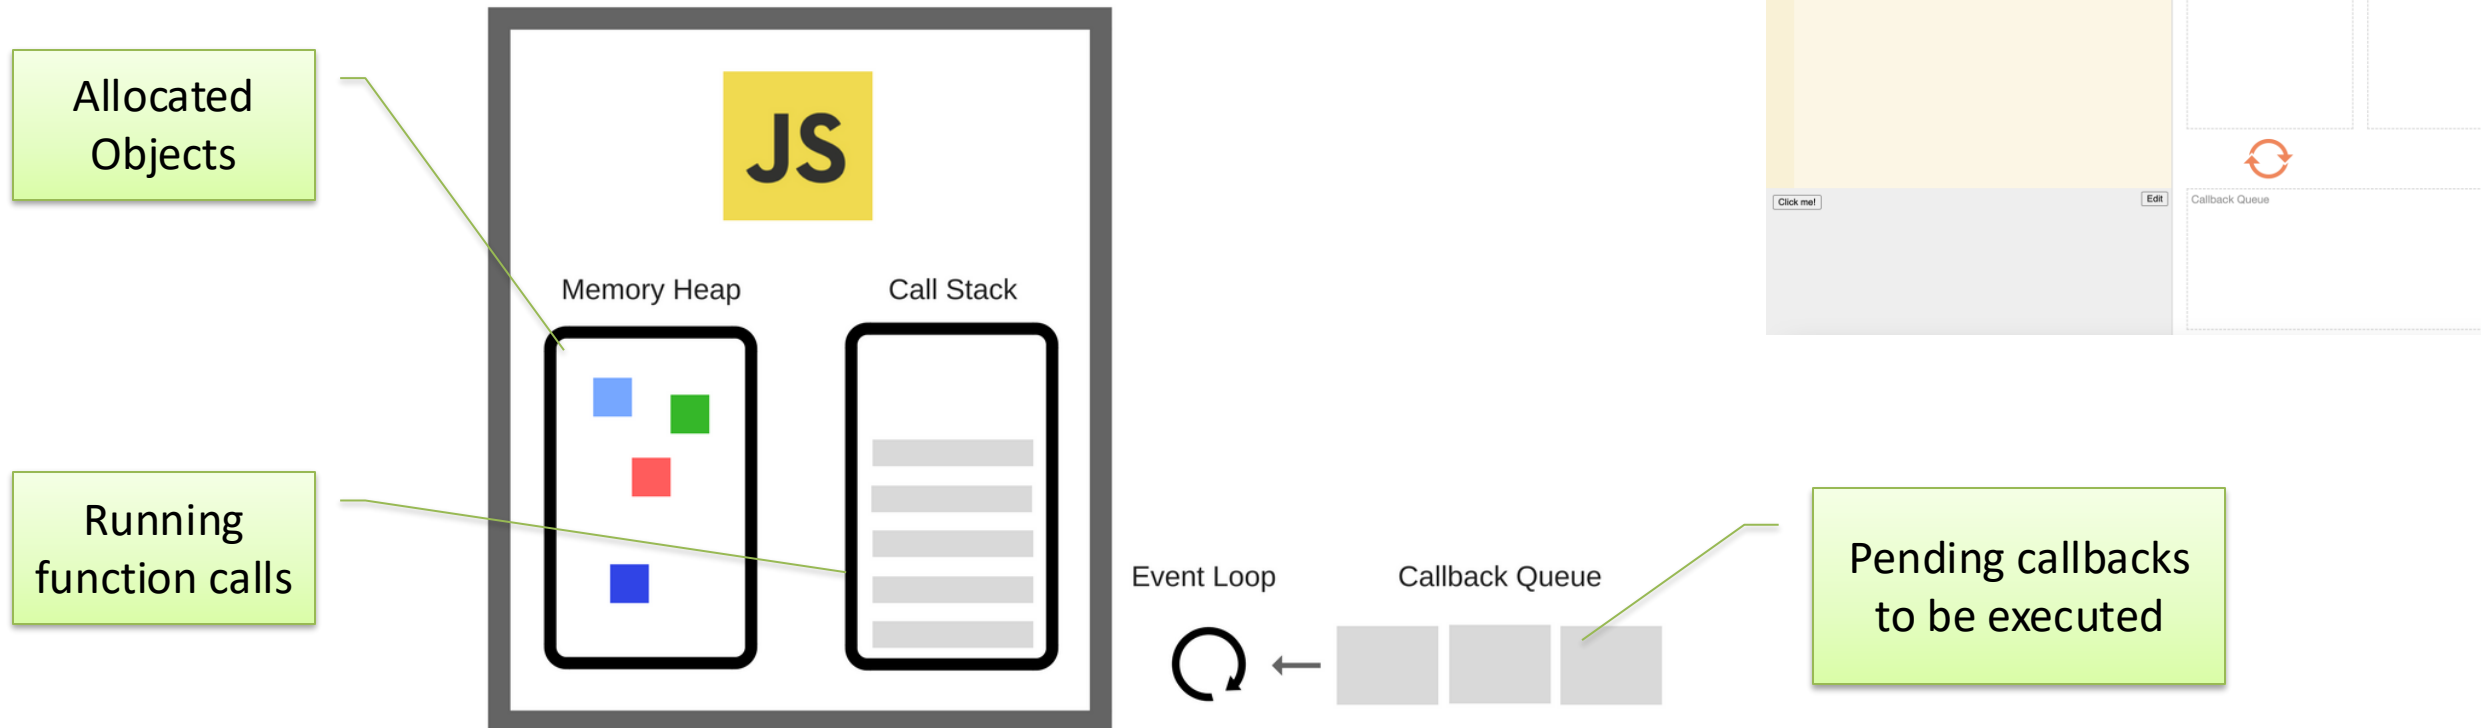 Allocated
Objects
JS
Memory Heap
Call Stack
Running
function calls
Event Loop
Callback Queue
Pending callbacks
to be executed
Click me!
Edit
Callback Queue